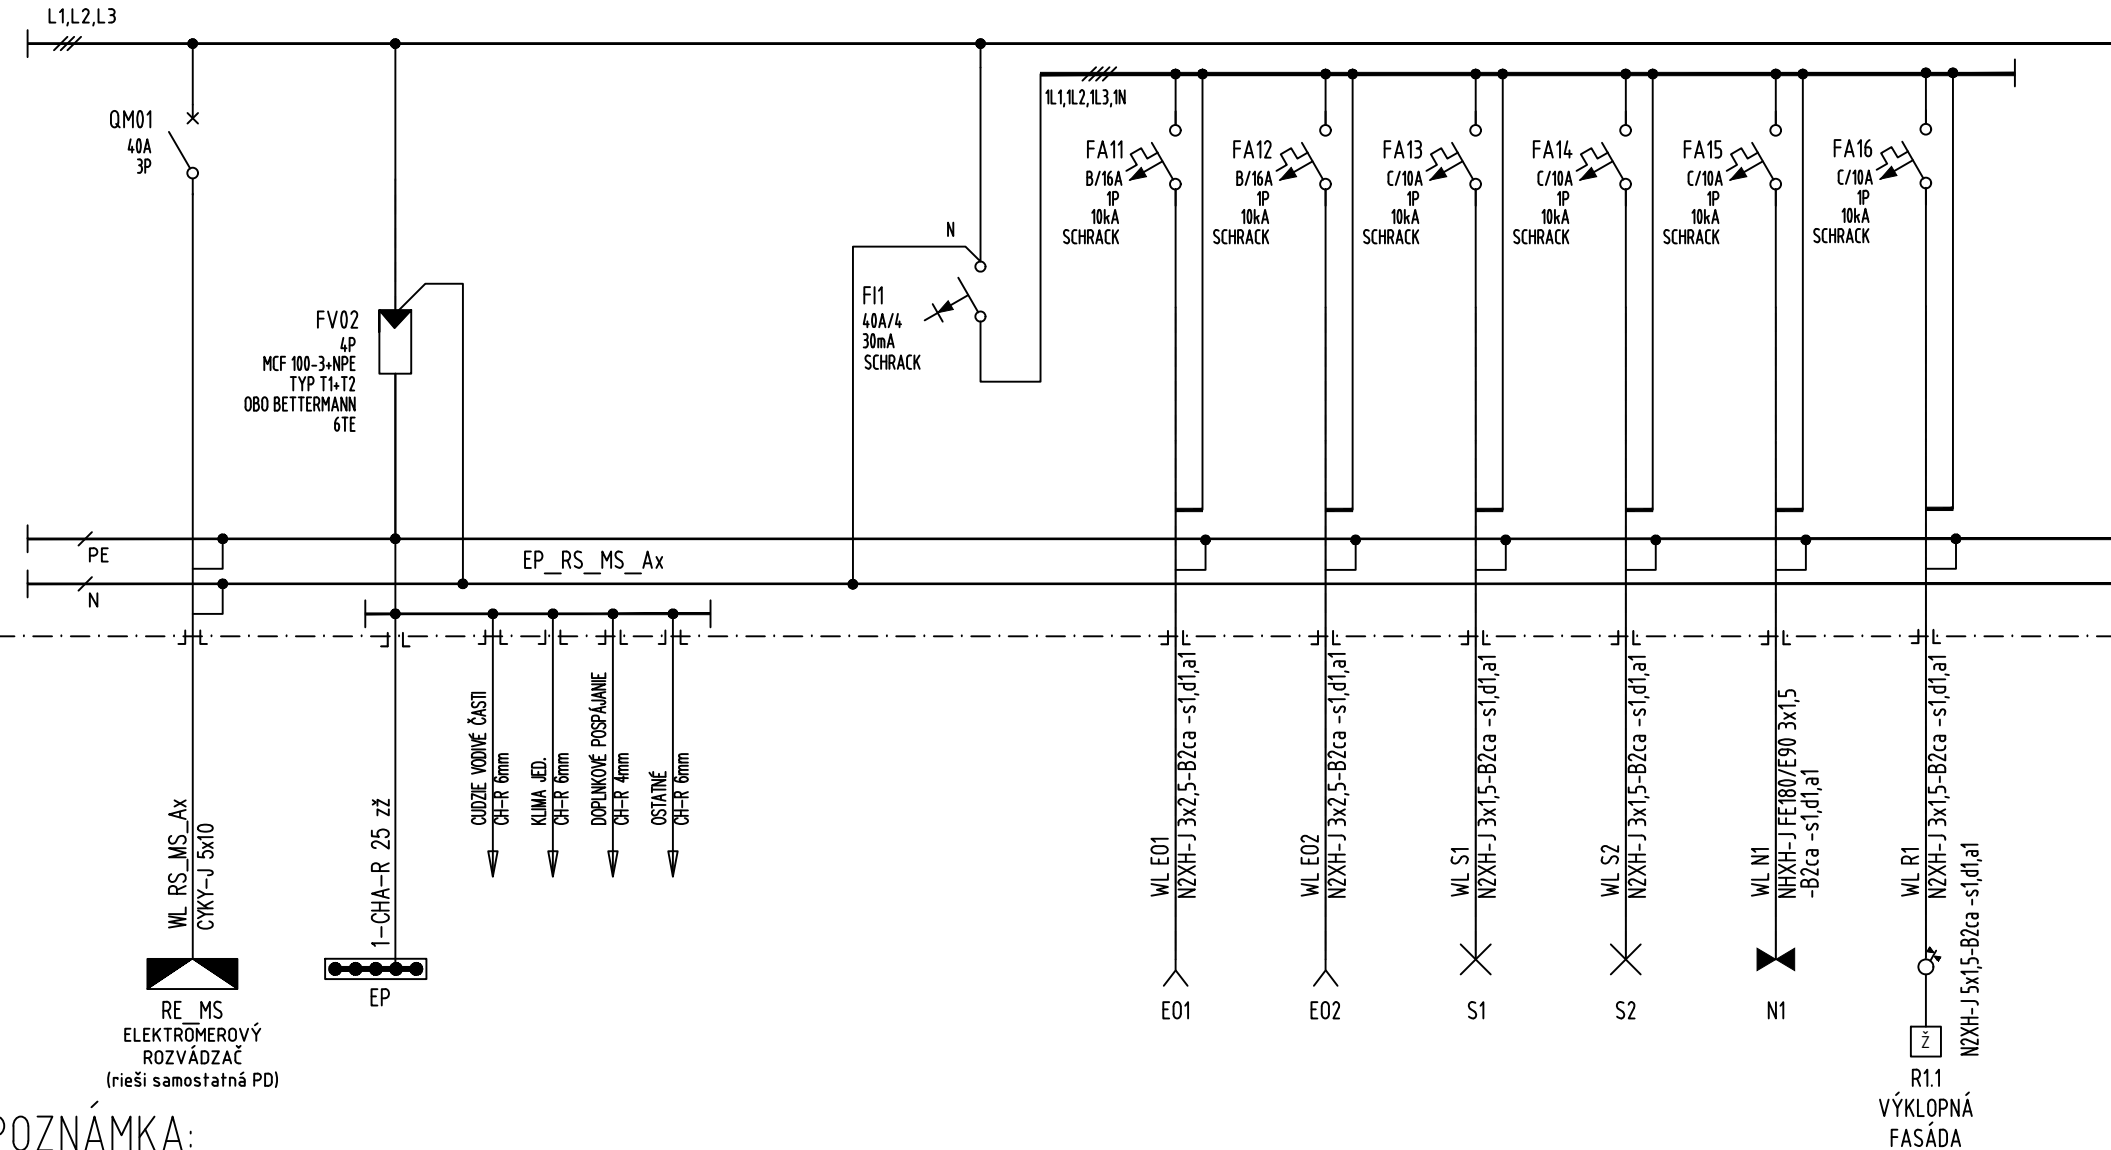 L1,L2,L3
QM01
40A
3P
FV02
4P
MCF 100-3+NPE
TYP T1+T2
OBO BETTERMANN
6TE
N
FI1
40A/4
30mA
SCHRACK
1L1,1L2,1L3,1N
FA11
B/16A
1P
10kA
SCHRACK
FA12
B/16A
1P
10kA
SCHRACK
FA13
C/10A
1P
10kA
SCHRACK
FA14
C/10A
1P
10kA
SCHRACK
FA15
C/10A
1P
10kA
SCHRACK
FA16
C/10A
1P
10kA
SCHRACK
PE
N
EP_RS_MS_Ax
WL RS_MS_Ax
CYKY-J 5x10
1-CHA-R 25 zž
CUDZIE VODIVÉ ČASTI
CH-R 6mm
KLIMA JED.
CH-R 6mm
DOPLNKOVÉ POSPÁJANIE
CH-R 4mm
OSTATNÉ
CH-R 6mm
WL EO1
N2XH-J 3x2,5-B2ca -s1,d1,a1
WL EO2
N2XH-J 3x2,5-B2ca -s1,d1,a1
WL S1
N2XH-J 3x1,5-B2ca -s1,d1,a1
WL S2
N2XH-J 3x1,5-B2ca -s1,d1,a1
WL N1
NHXH-J FE180/E90 3x1,5
-B2ca -s1,d1,a1
WL R1
N2XH-J 3x1,5-B2ca -s1,d1,a1
N2XH-J 5x1,5-B2ca -s1,d1,a1
RE_MS
ELEKTROMEROVÝ
ROZVÁDZAČ
(rieši samostatná PD)
EP
EO1
EO2
S1
S2
N1
Ž
R1.1
VÝKLOPNÁ
FASÁDA
POZNÁMKA: